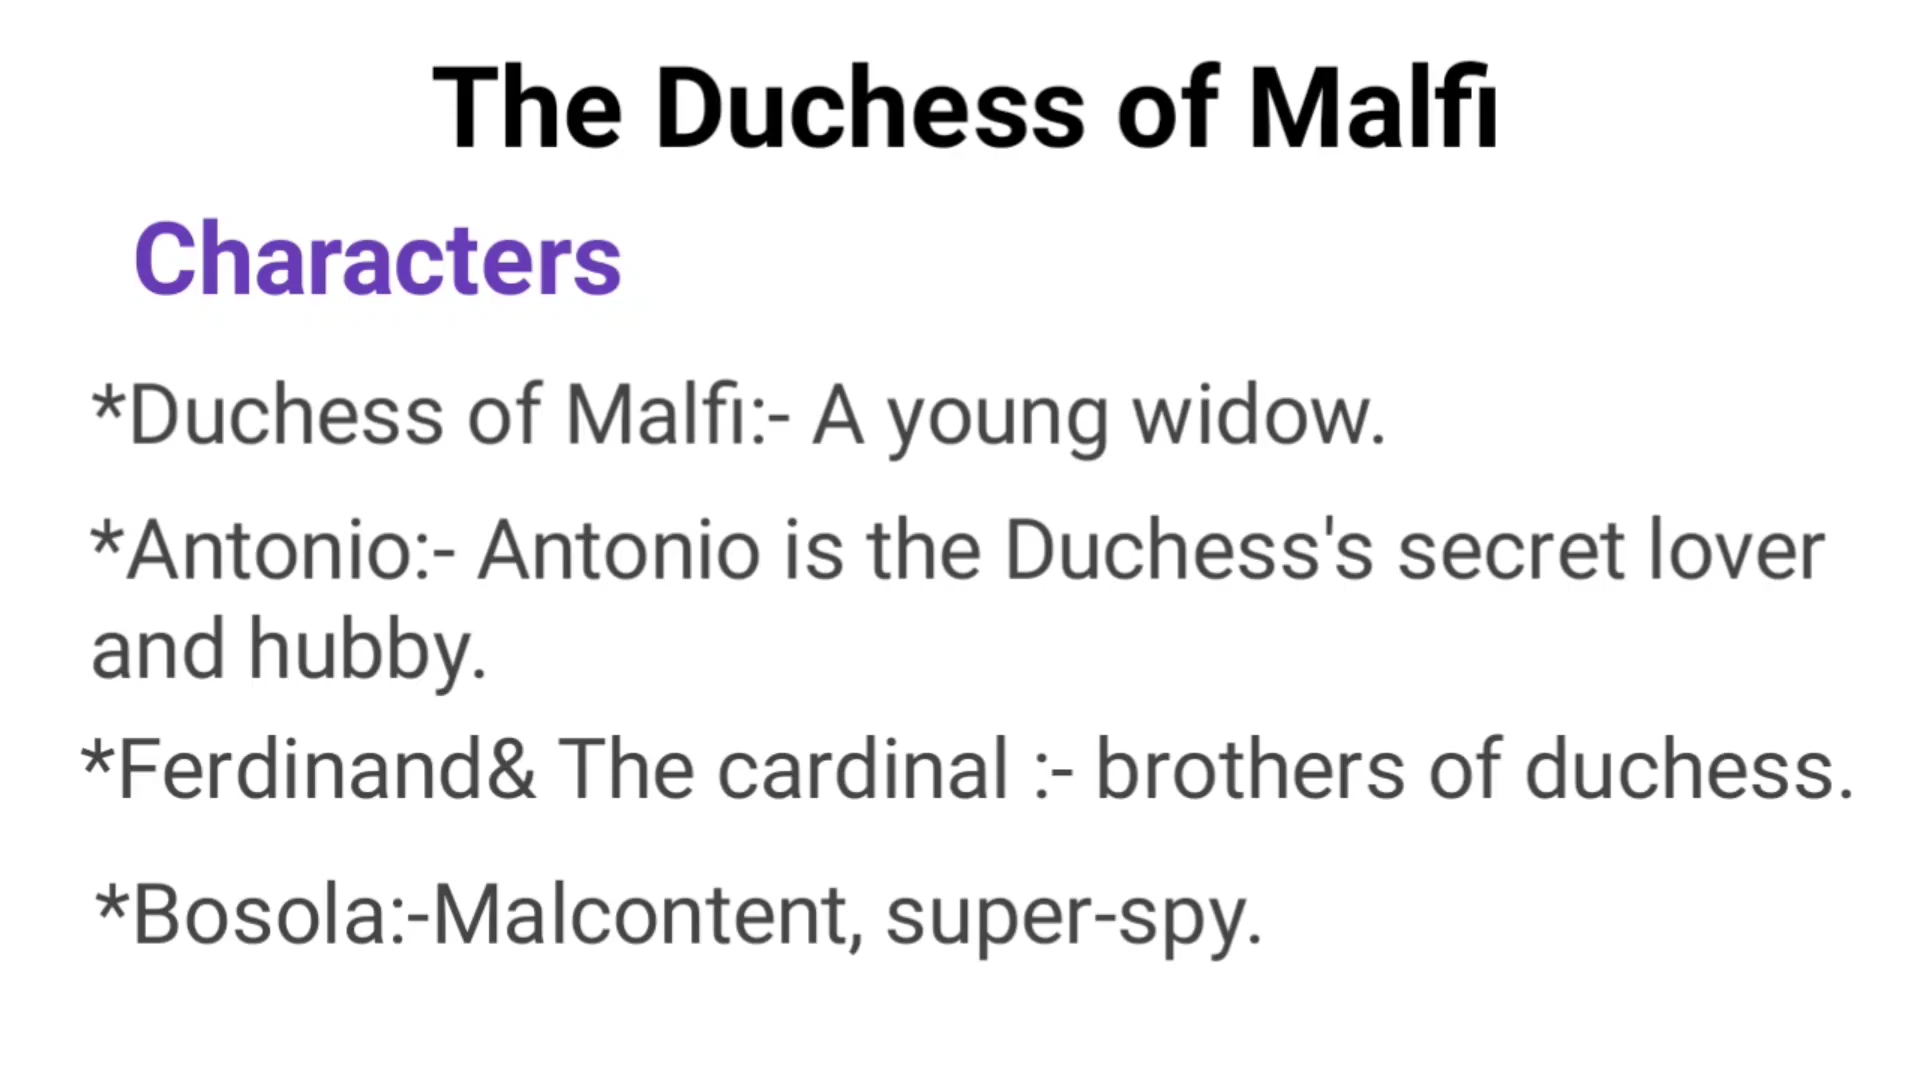 The Duchess of Malfi
Characters
*Duchess of Malfi:- A young widow.
*Antonio:- Antonio is the Duchess's secret lover
and hubby.
*Ferdinand& The cardinal :- brothers of duchess.
*Bosola:-Malcontent, super-spy.